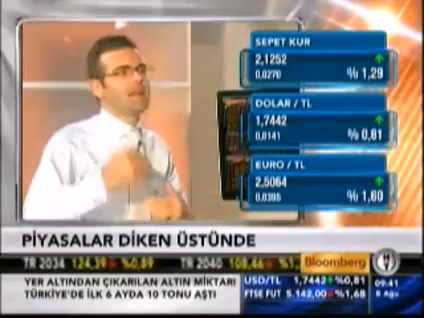 SEPET KUR
2,1252
0,0270 % 1,29
DOLAR / TL
1,7442
0,0141 % 0,81
EURO / TL
2,5064
0,0395 % 1,60
PİYASALAR DİKEN ÜSTÜNDE
TR 2034 124,39 %0,89 TR 2040 108,66
Bloomberg
YER ALTINDAN ÇIKARILAN ALTIN MİKTARI
TÜRKİYE'DE İLK 6 AYDA 10 TONU AŞTI
USD/TL 1,7442 %0,81
FTSE FUT 5.142,00 %1,68
09:41
8 Ağu